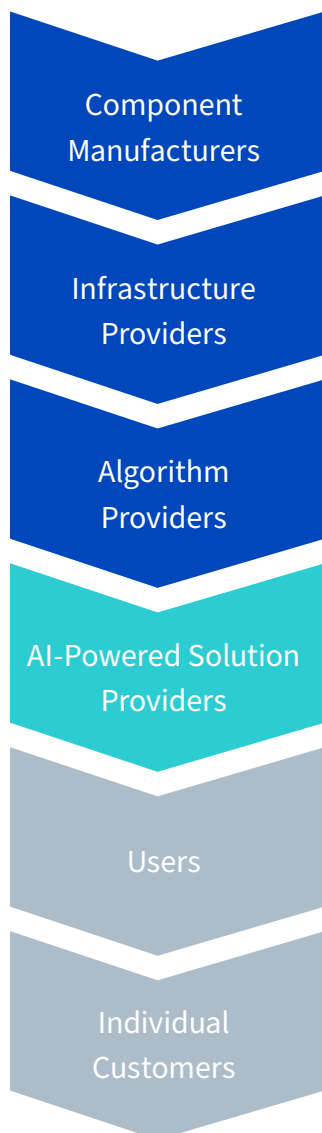 Component
Manufacturers
Infrastructure
Providers
Algorithm
Providers
AI-Powered Solution
Providers
Users
Individual
Customers